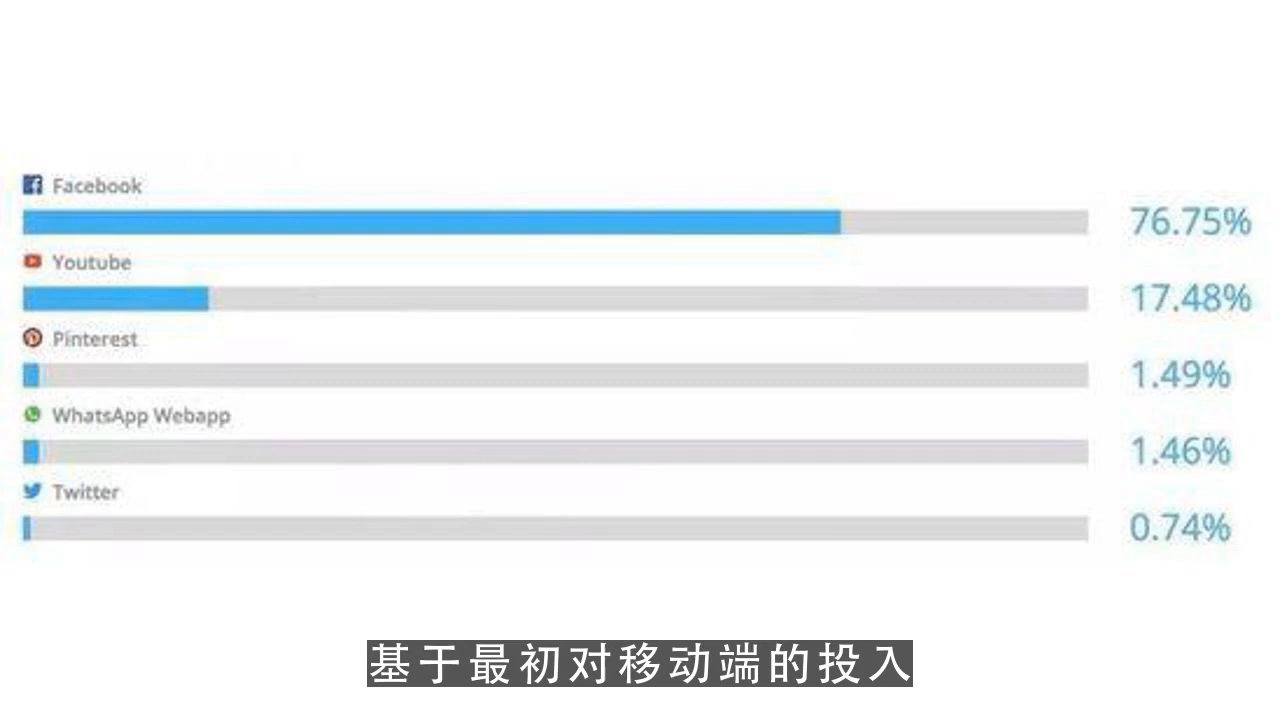 Facebook
76.75%
Youtube
17.48%
Pinterest
1.49%
WhatsApp Webapp
1.46%
Twitter
0.74%
基于最初对移动端的投入